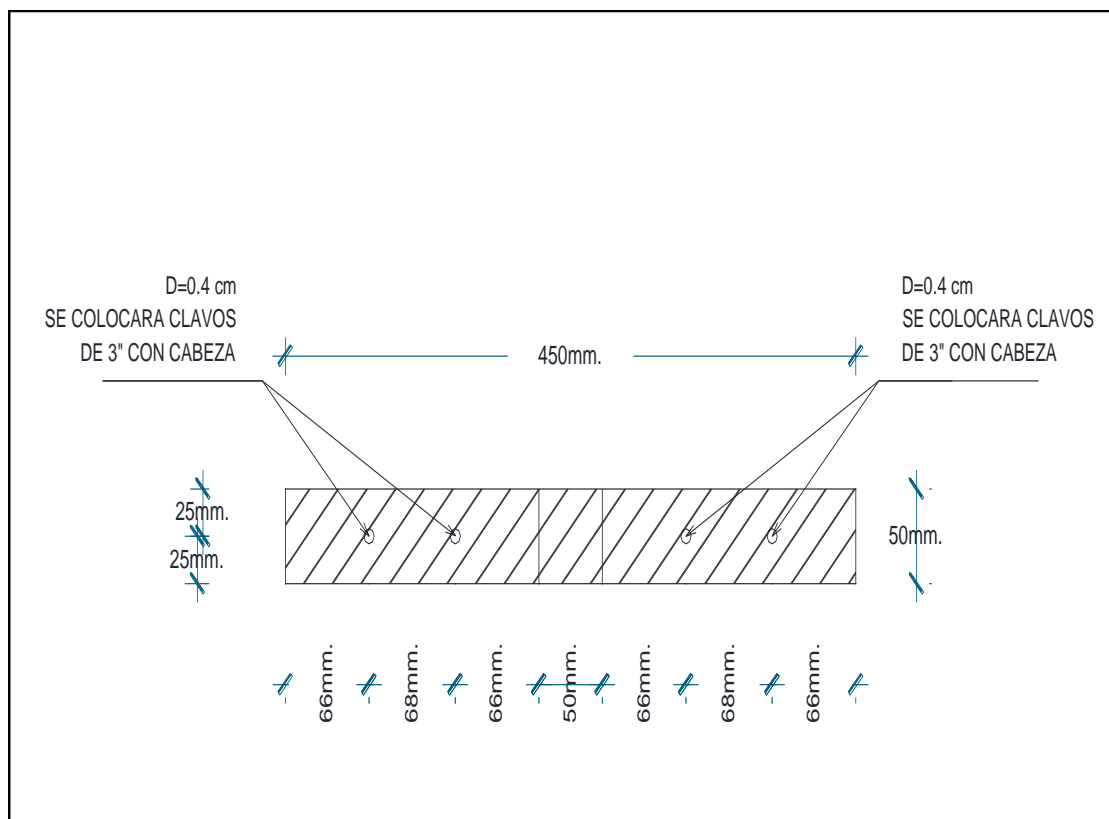 D=0.4 cm
SE COLOCARA CLAVOS
DE 3" CON CABEZA
D=0.4 cm
SE COLOCARA CLAVOS
DE 3" CON CABEZA
450mm.
25mm.
25mm.
50mm.
66mm.
68mm.
66mm.
50mm.
66mm.
68mm.
66mm.